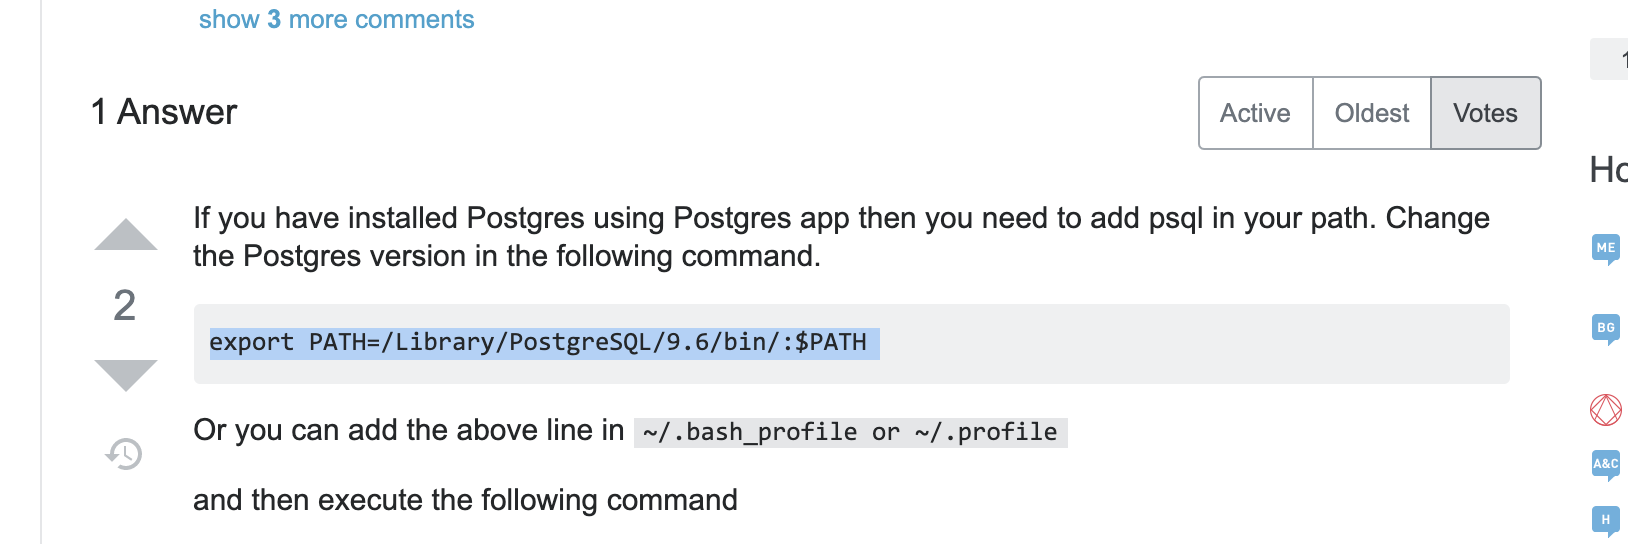 show 3 more comments
1 Answer
Active
Oldest
Votes
If you have installed Postgres using Postgres app then you need to add psql in your path. Change
the Postgres version in the following command.
2
export PATH=/Library/PostgreSQL/9.6/bin/:$PATH
Or you can add the above line in ~/.bash_profile or ~/.profile
and then execute the following command
1
Ho
ME
BG
A&C
H